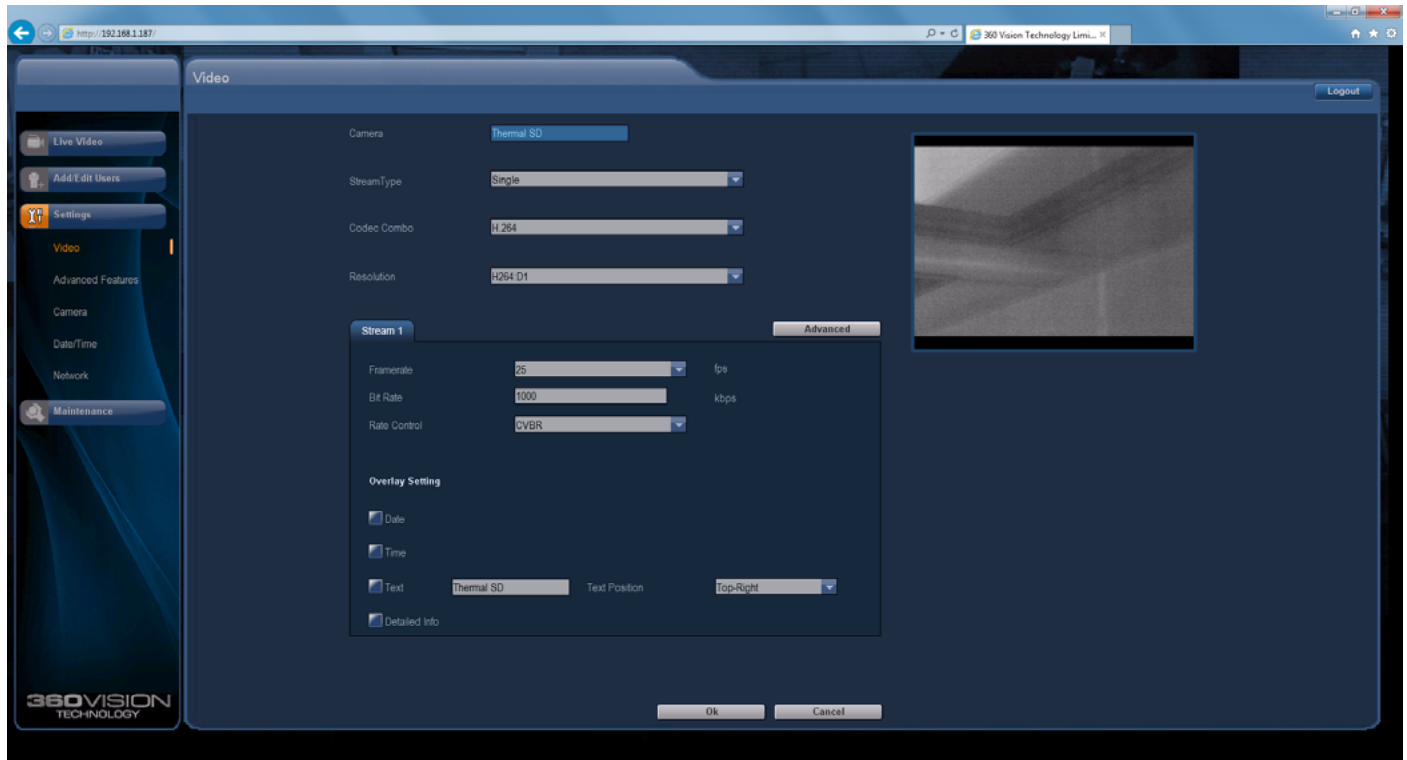 http://192.168.1.187/
360 Vision Technology Limi...
Video
Logout
Live Video
Add/Edit Users
Settings
Video
Advanced Features
Camera
Date/Time
Network
Maintenance
360VISION
TECHNOLOGY
Camera Thermal SD
StreamType Single
Codec Combo H.264
Resolution H264:D1
Stream 1 Advanced
Framerate 25 fps
Bit Rate 1000 kbps
Rate Control CVBR
Overlay Setting
Date
Time
Text Thermal SD Text Position Top-Right
Detailed Info
Ok Cancel